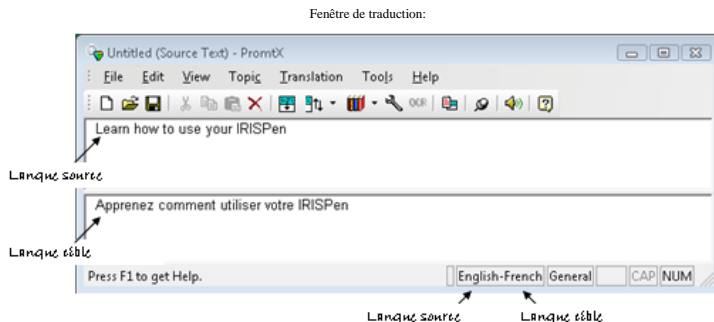 Fenêtre de traduction:
Untitled (Source Text) - PromtX
File Edit View Topic Translation Tools Help
OCR
Learn how to use your IRISPen
Langue source
Apprenez comment utiliser votre IRISPen
Langue cible
Press F1 to get Help. English-French General CAP NUM
Langue source Langue cible